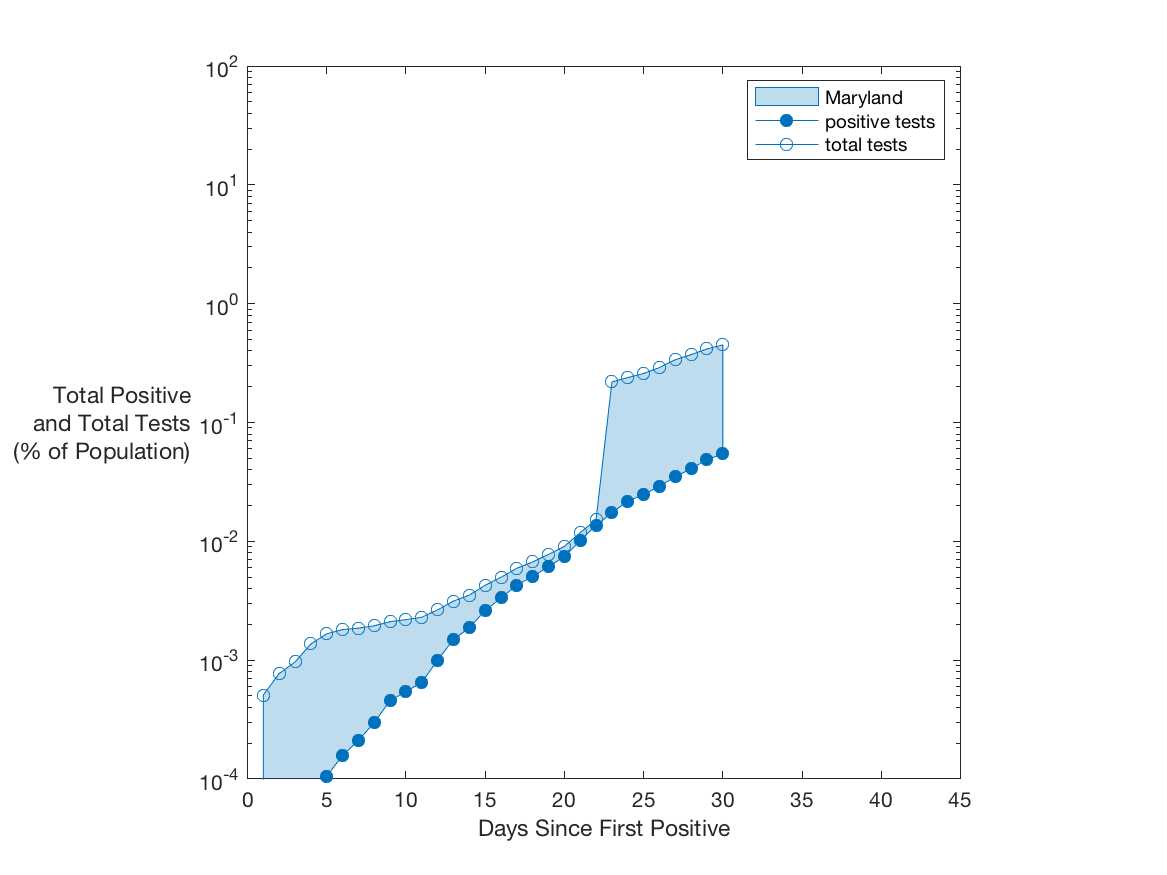 10^2
10^1
10^0
10^-1
10^-2
10^-3
10^-4
Total Positive
and Total Tests
(% of Population)
Maryland
positive tests
total tests
0 5 10 15 20 25 30 35 40 45
Days Since First Positive